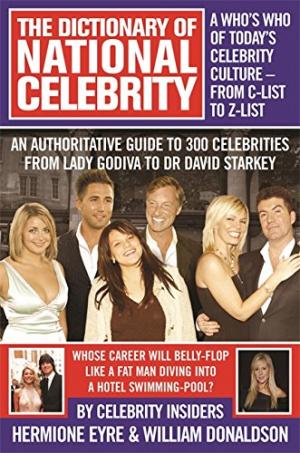 THE DICTIONARY OF
NATIONAL
CELEBRITY
A WHO'S WHO
OF TODAY'S
CELEBRITY
CULTURE –
FROM C-LIST
TO Z-LIST
AN AUTHORITATIVE GUIDE TO 300 CELEBRITIES
FROM LADY GODIVA TO DR DAVID STARKEY
WHOSE CAREER WILL BELLY-FLOP
LIKE A FAT MAN DIVING INTO
A HOTEL SWIMMING-POOL?
BY CELEBRITY INSIDERS
HERMIONE EYRE & WILLIAM DONALDSON